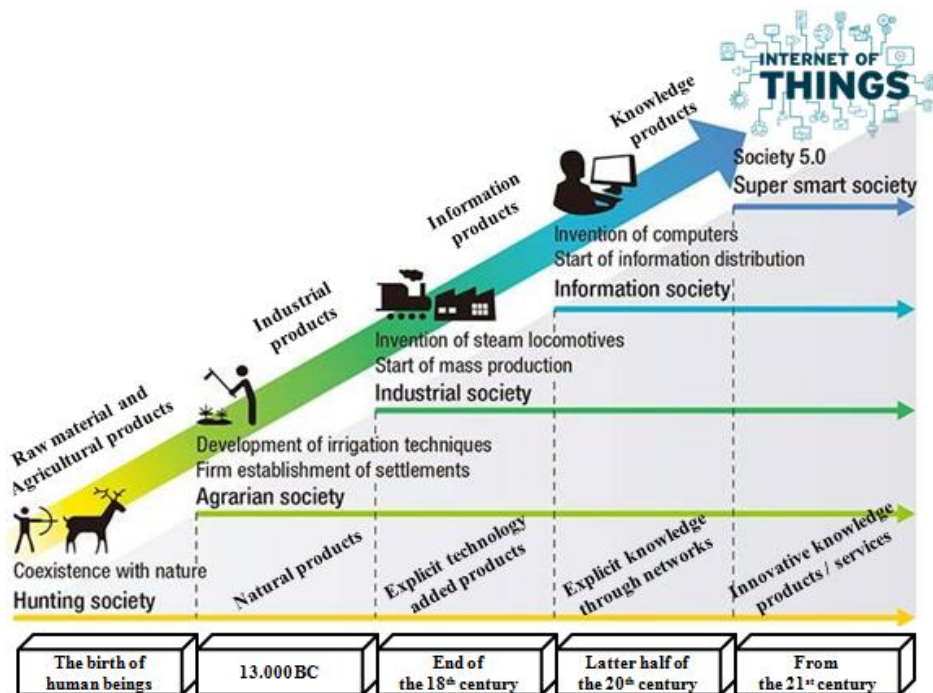 INTERNET OF
THINGS
Knowledge
products
Society 5.0
Super smart society
Information
products
Invention of computers
Start of information distribution
Information society
Industrial
products
Invention of steam locomotives
Start of mass production
Industrial society
Raw material and
Agricultural products
Development of irrigation techniques
Firm establishment of settlements
Agrarian society
Coexistence with nature
Hunting society
Natural products
Explicit technology
added products
Explicit knowledge
through networks
Innovative knowledge
products / services
The birth of
human beings
13.000 BC
End of
the 18th century
Latter half of
the 20th century
From
the 21st century